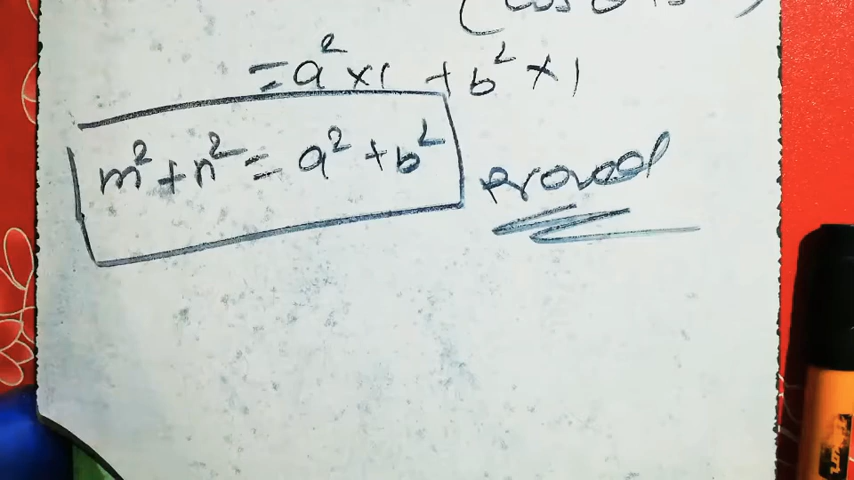 = a² × 1 + b² × 1
m² + n² = a² + b² Proved